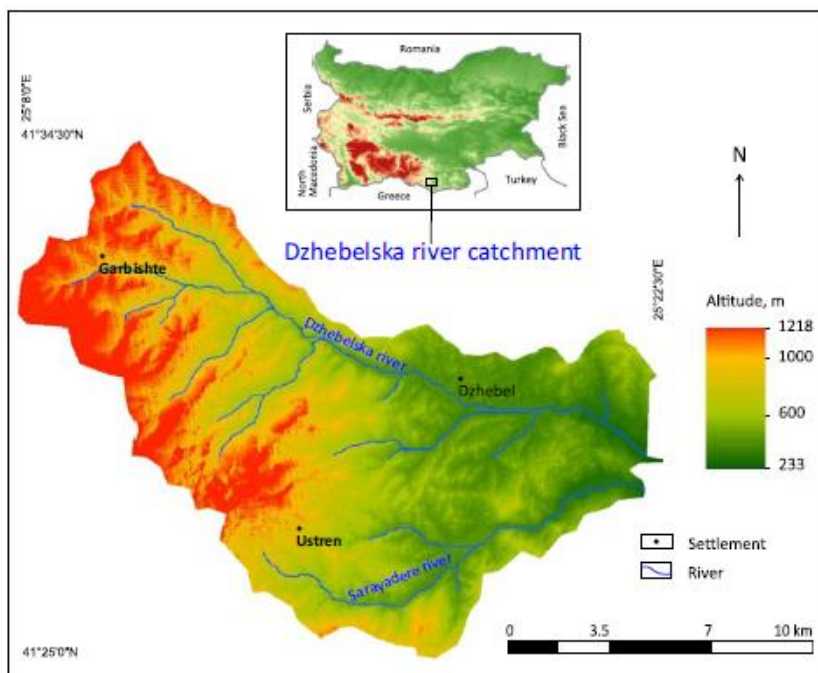 Romania
25°8'0"E
Serbia
Black Sea
41°34'30"N
North
Macedonia
Turkey
Greece
N
Dzhebelska river catchment
25°22'30"E
Garbishte
Altitude, m
1218
1000
600
233
Dzhebelska river
Dzhebel
Ustren
Sarayadere river
Settlement
River
0 3.5 7 10 km
41°25'0"N